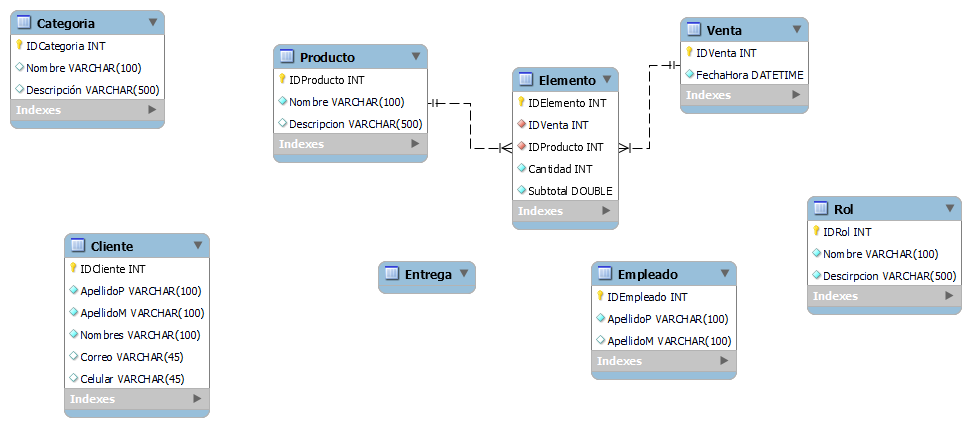 Categoria
IDCategoria INT
Nombre VARCHAR(100)
Descripción VARCHAR(500)
Indexes
Producto
IDProducto INT
Nombre VARCHAR(100)
Descripcion VARCHAR(500)
Indexes
Elemento
IDElemento INT
IDVenta INT
IDProducto INT
Cantidad INT
Subtotal DOUBLE
Indexes
Venta
IDVenta INT
FechaHora DATETIME
Indexes
Cliente
IDCliente INT
ApellidoP VARCHAR(100)
ApellidoM VARCHAR(100)
Nombres VARCHAR(100)
Correo VARCHAR(45)
Celular VARCHAR(45)
Indexes
Entrega
Empleado
IDEmpleado INT
ApellidoP VARCHAR(100)
ApellidoM VARCHAR(100)
Indexes
Rol
IDRol INT
Nombre VARCHAR(100)
Descirpcion VARCHAR(500)
Indexes